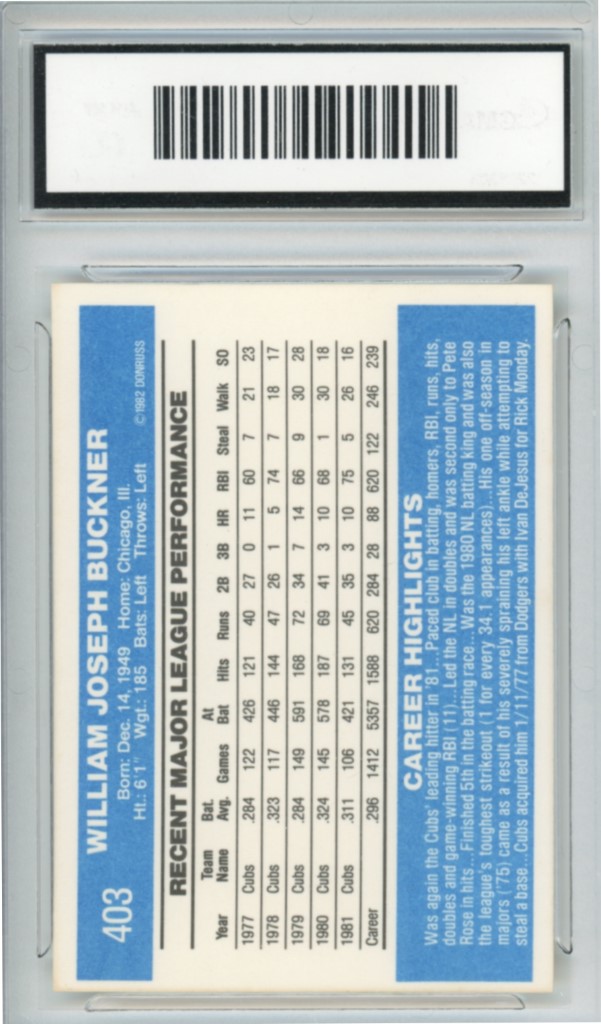 403
WILLIAM JOSEPH BUCKNER
Born: Dec. 14, 1949 Home: Chicago, Ill.
Ht.: 6'1" Wgt.: 185 Bats: Left Throws: Left ©1982 DONRUSS
RECENT MAJOR LEAGUE PERFORMANCE
Year Team Name Bat. Avg. Games At Bat Hits Runs 2B 3B HR RBI Steal Walk SO
1977 Cubs .284 122 426 121 40 27 0 11 60 7 21 23
1978 Cubs .323 117 446 144 47 26 1 5 74 7 18 17
1979 Cubs .284 149 591 168 72 34 7 14 66 9 30 28
1980 Cubs .324 145 578 187 69 41 3 10 68 1 30 18
1981 Cubs .311 106 421 131 45 35 3 10 75 5 26 16
Career .296 1412 5357 1588 620 284 28 88 620 122 246 239
CAREER HIGHLIGHTS
Was again the Cubs' leading hitter in '81...Paced club in batting, homers, RBI, runs, hits,
doubles and game-winning RBI (11)...Led the NL in doubles and was second only to Pete
Rose in hits...Finished 5th in the batting race...Was the 1980 NL batting king and was also
the league's toughest strikeout (1 for every 34.1 appearances)...His one off-season in
majors ('75) came as a result of his severely spraining his left ankle while attempting to
steal a base...Cubs acquired him 1/11/77 from Dodgers with Ivan DeJesus for Rick Monday.